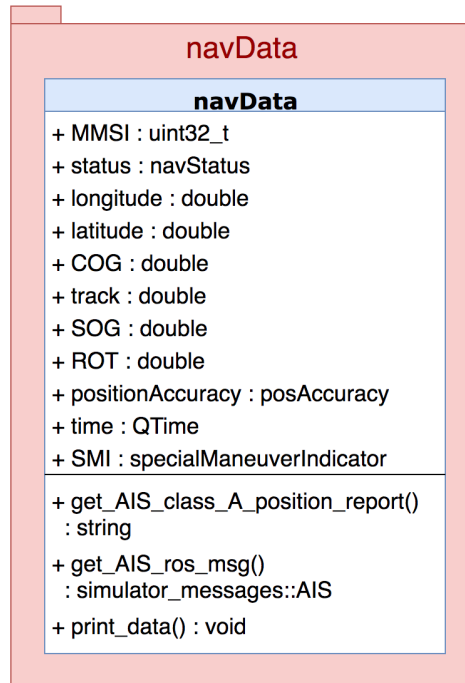 navData
navData
+ MMSI : uint32_t
+ status : navStatus
+ longitude : double
+ latitude : double
+ COG : double
+ track : double
+ SOG : double
+ ROT : double
+ positionAccuracy : posAccuracy
+ time : QTime
+ SMI : specialManeuverIndicator
+ get_AIS_class_A_position_report()
: string
+ get_AIS_ros_msg()
: simulator_messages::AIS
+ print_data() : void